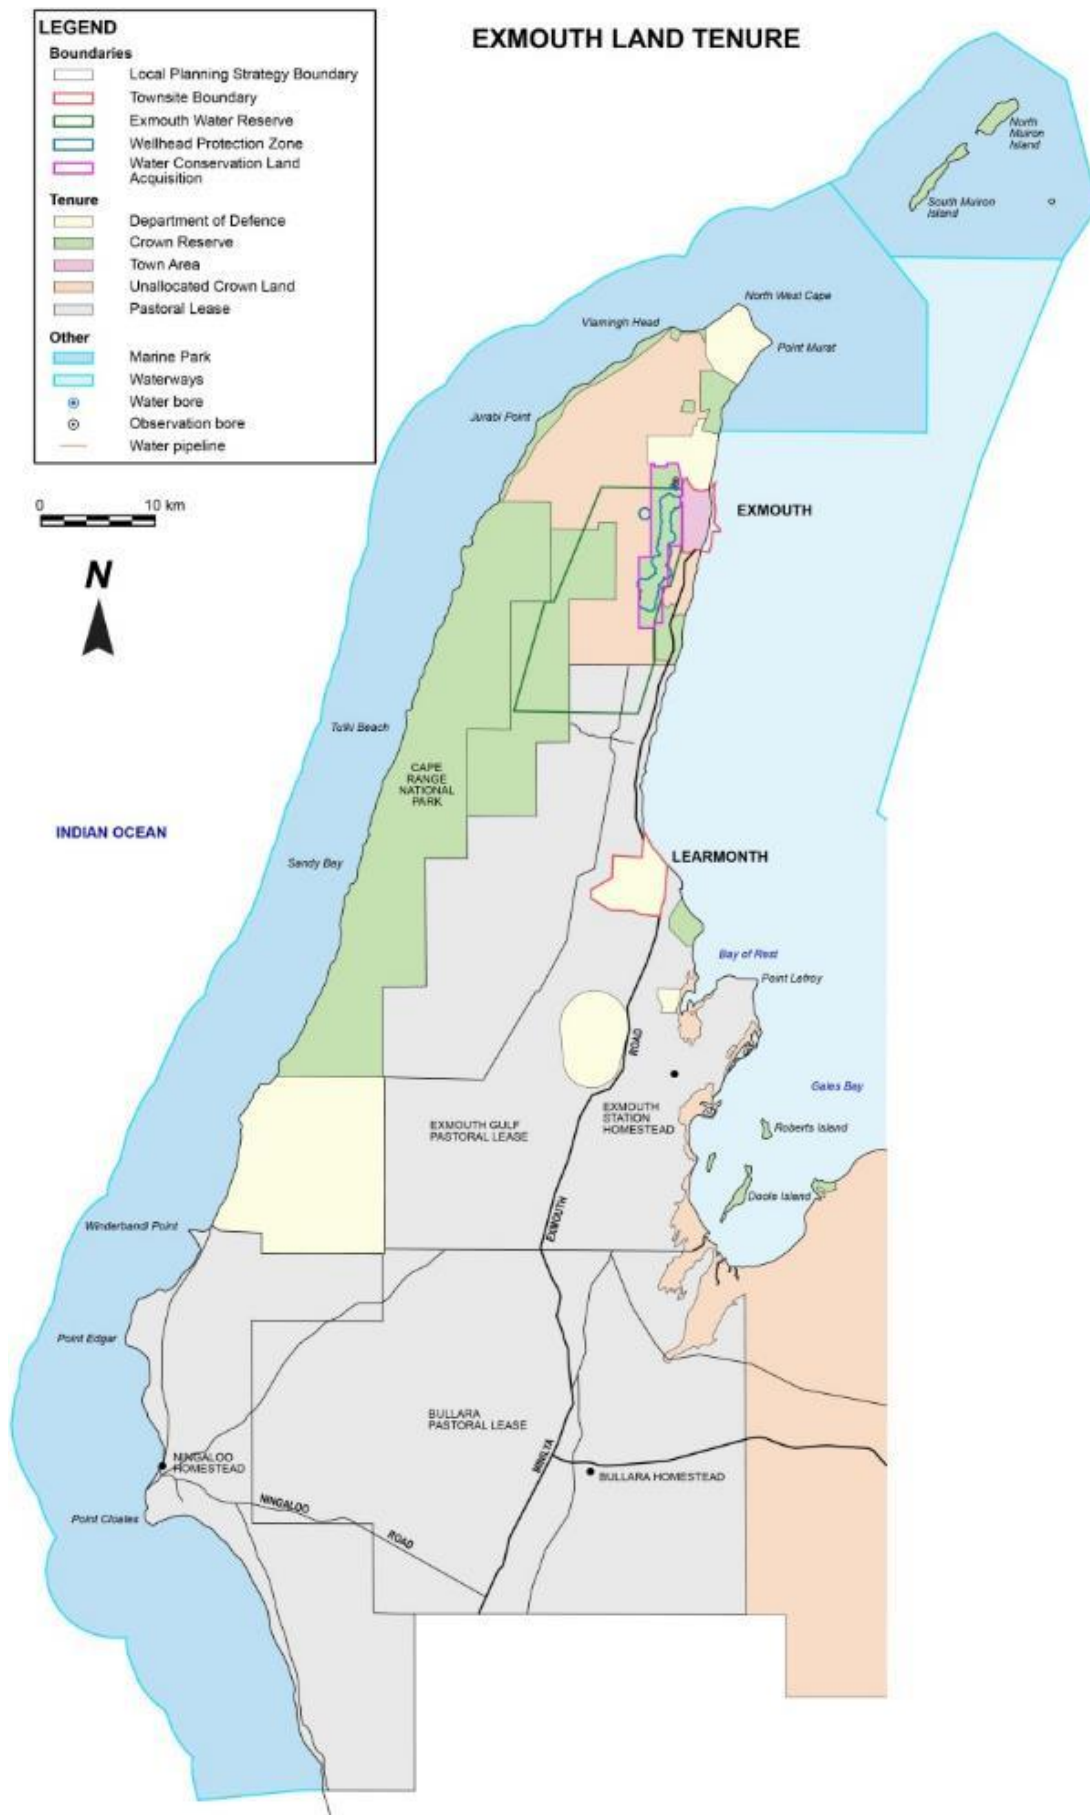 EXMOUTH LAND TENURE
LEGEND
Boundaries
Local Planning Strategy Boundary
Townsite Boundary
Exmouth Water Reserve
Wellhead Protection Zone
Water Conservation Land
Acquisition
Tenure
Department of Defence
Crown Reserve
Town Area
Unallocated Crown Land
Pastoral Lease
Other
Marine Park
Waterways
Water bore
Observation bore
Water pipeline
0 10 km
N
North
Muiron
Island
South Muiron
Island
North West Cape
Vlamingh Head
Point Murat
Jurabi Point
EXMOUTH
Tulki Beach
CAPE
RANGE
NATIONAL
PARK
INDIAN OCEAN
Sandy Bay
LEARMONTH
Bay of Rest
Point Lefroy
ROAD
Gales Bay
EXMOUTH
STATION
HOMESTEAD
EXMOUTH GULF
PASTORAL LEASE
Roberts Island
Doole Island
Winderbandi Point
EXMOUTH
Point Edgar
BULLARA
PASTORAL LEASE
MINILYA
NINGALOO
HOMESTEAD
BULLARA HOMESTEAD
NINGALOO
ROAD
Point Cloates